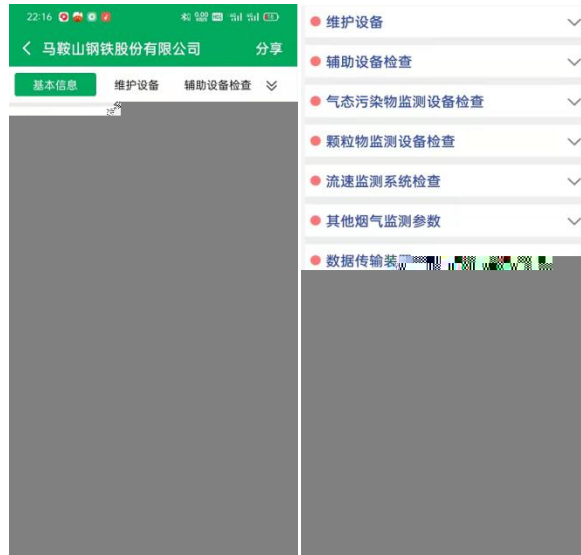 22:16
马鞍山钢铁股份有限公司
分享
基本信息
维护设备
辅助设备检查
维护设备
辅助设备检查
气态污染物监测设备检查
颗粒物监测设备检查
流速监测系统检查
其他烟气监测参数
数据传输装